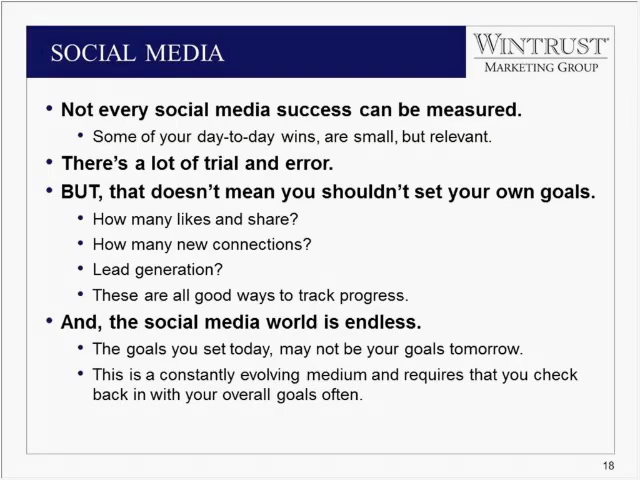 SOCIAL MEDIA
WINTRUST®
MARKETING GROUP
• Not every social media success can be measured.
• Some of your day-to-day wins, are small, but relevant.
• There's a lot of trial and error.
• BUT, that doesn't mean you shouldn't set your own goals.
• How many likes and share?
• How many new connections?
• Lead generation?
• These are all good ways to track progress.
• And, the social media world is endless.
• The goals you set today, may not be your goals tomorrow.
• This is a constantly evolving medium and requires that you check
back in with your overall goals often.
18